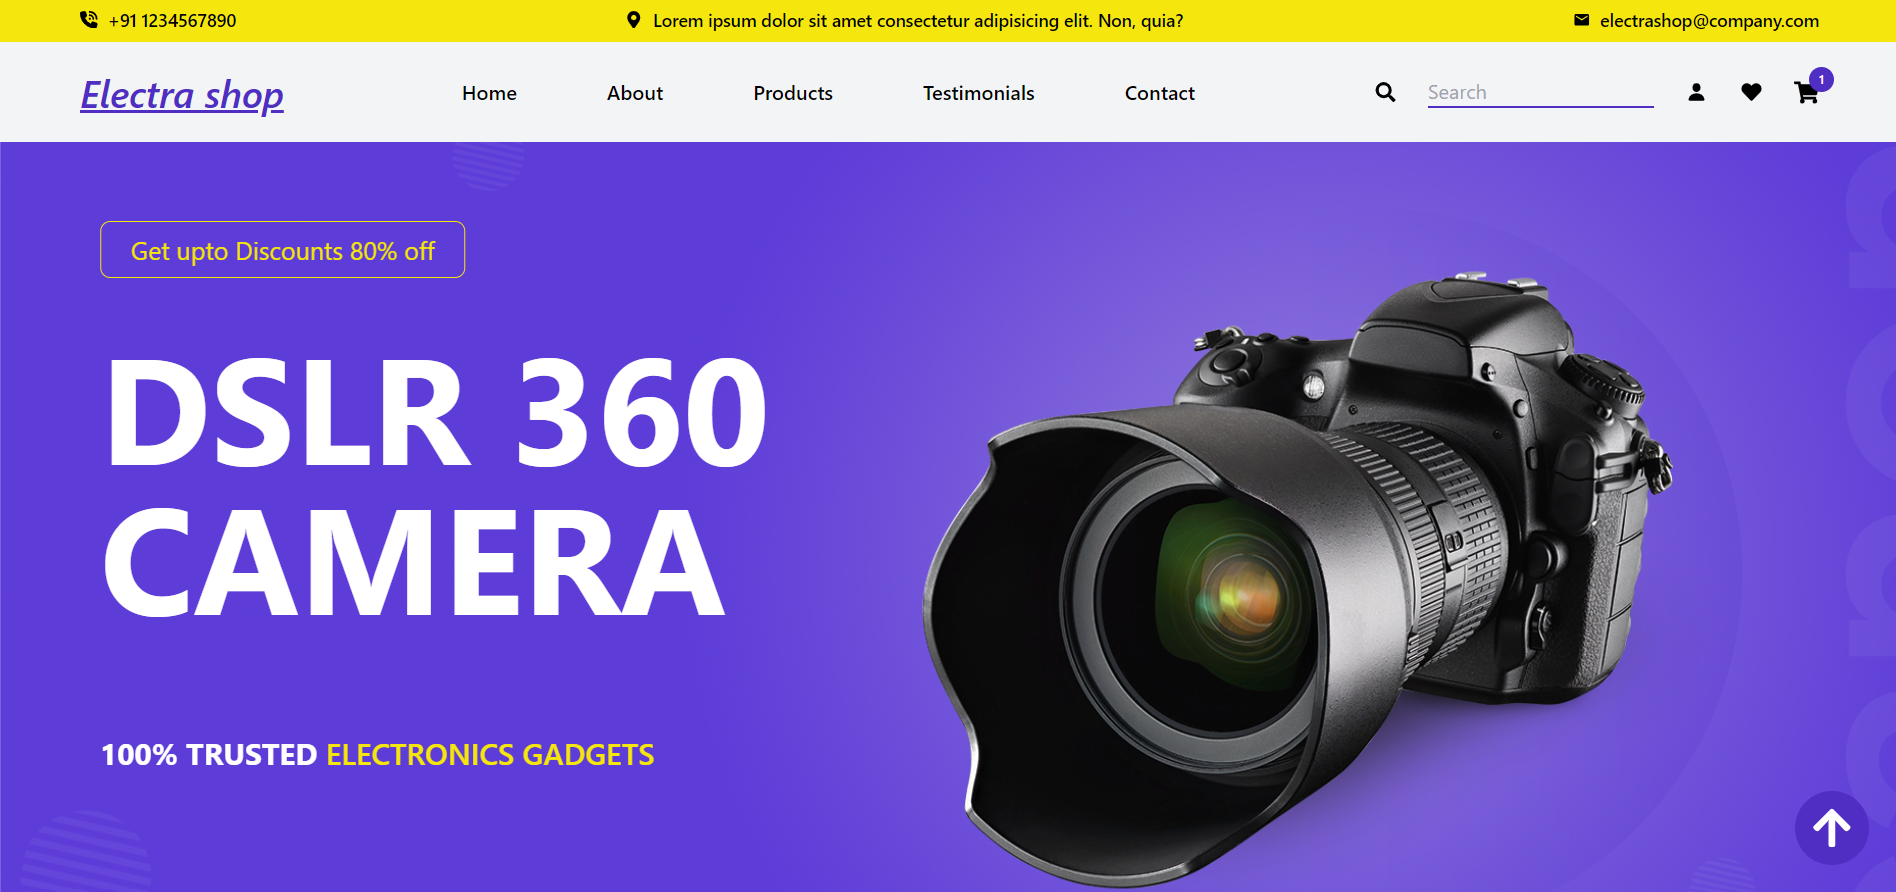 +91 1234567890
Lorem ipsum dolor sit amet consectetur adipisicing elit. Non, quia?
electrashop@company.com
Electra shop
Home
About
Products
Testimonials
Contact
Search
1
Get upto Discounts 80% off
DSLR 360
CAMERA
100% TRUSTED ELECTRONICS GADGETS